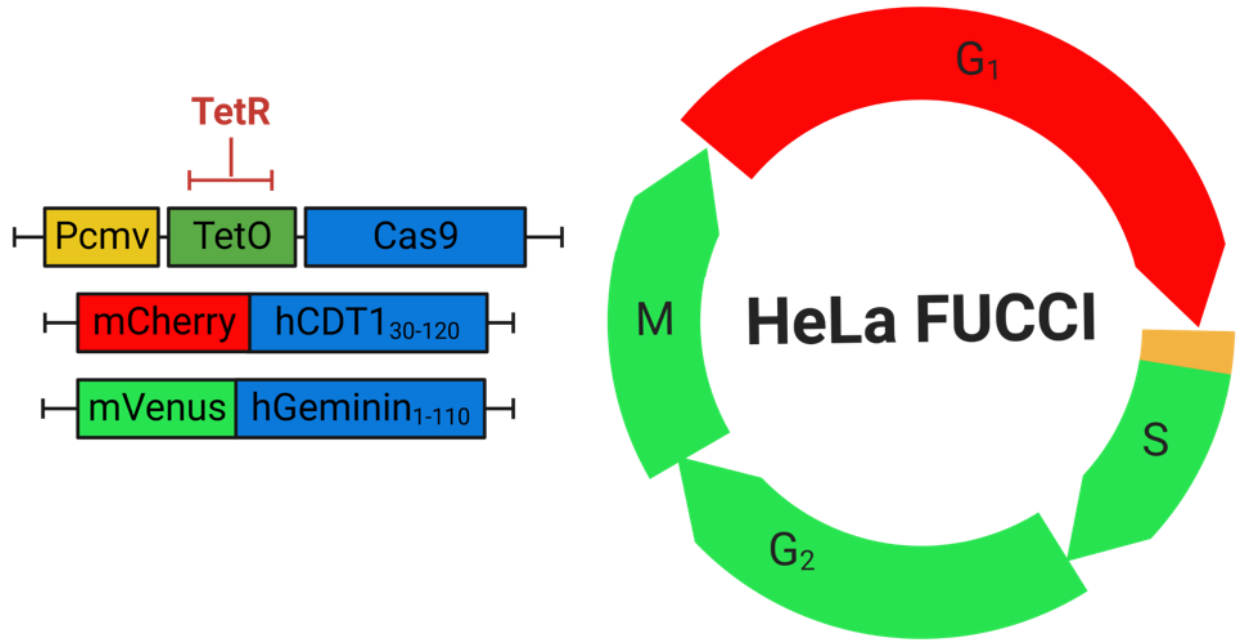 TetR
Pcmv TetO Cas9
mCherry hCDT1₃₀₋₁₂₀
mVenus hGeminin₁₋₁₁₀
G₁
M
HeLa FUCCI
S
G₂